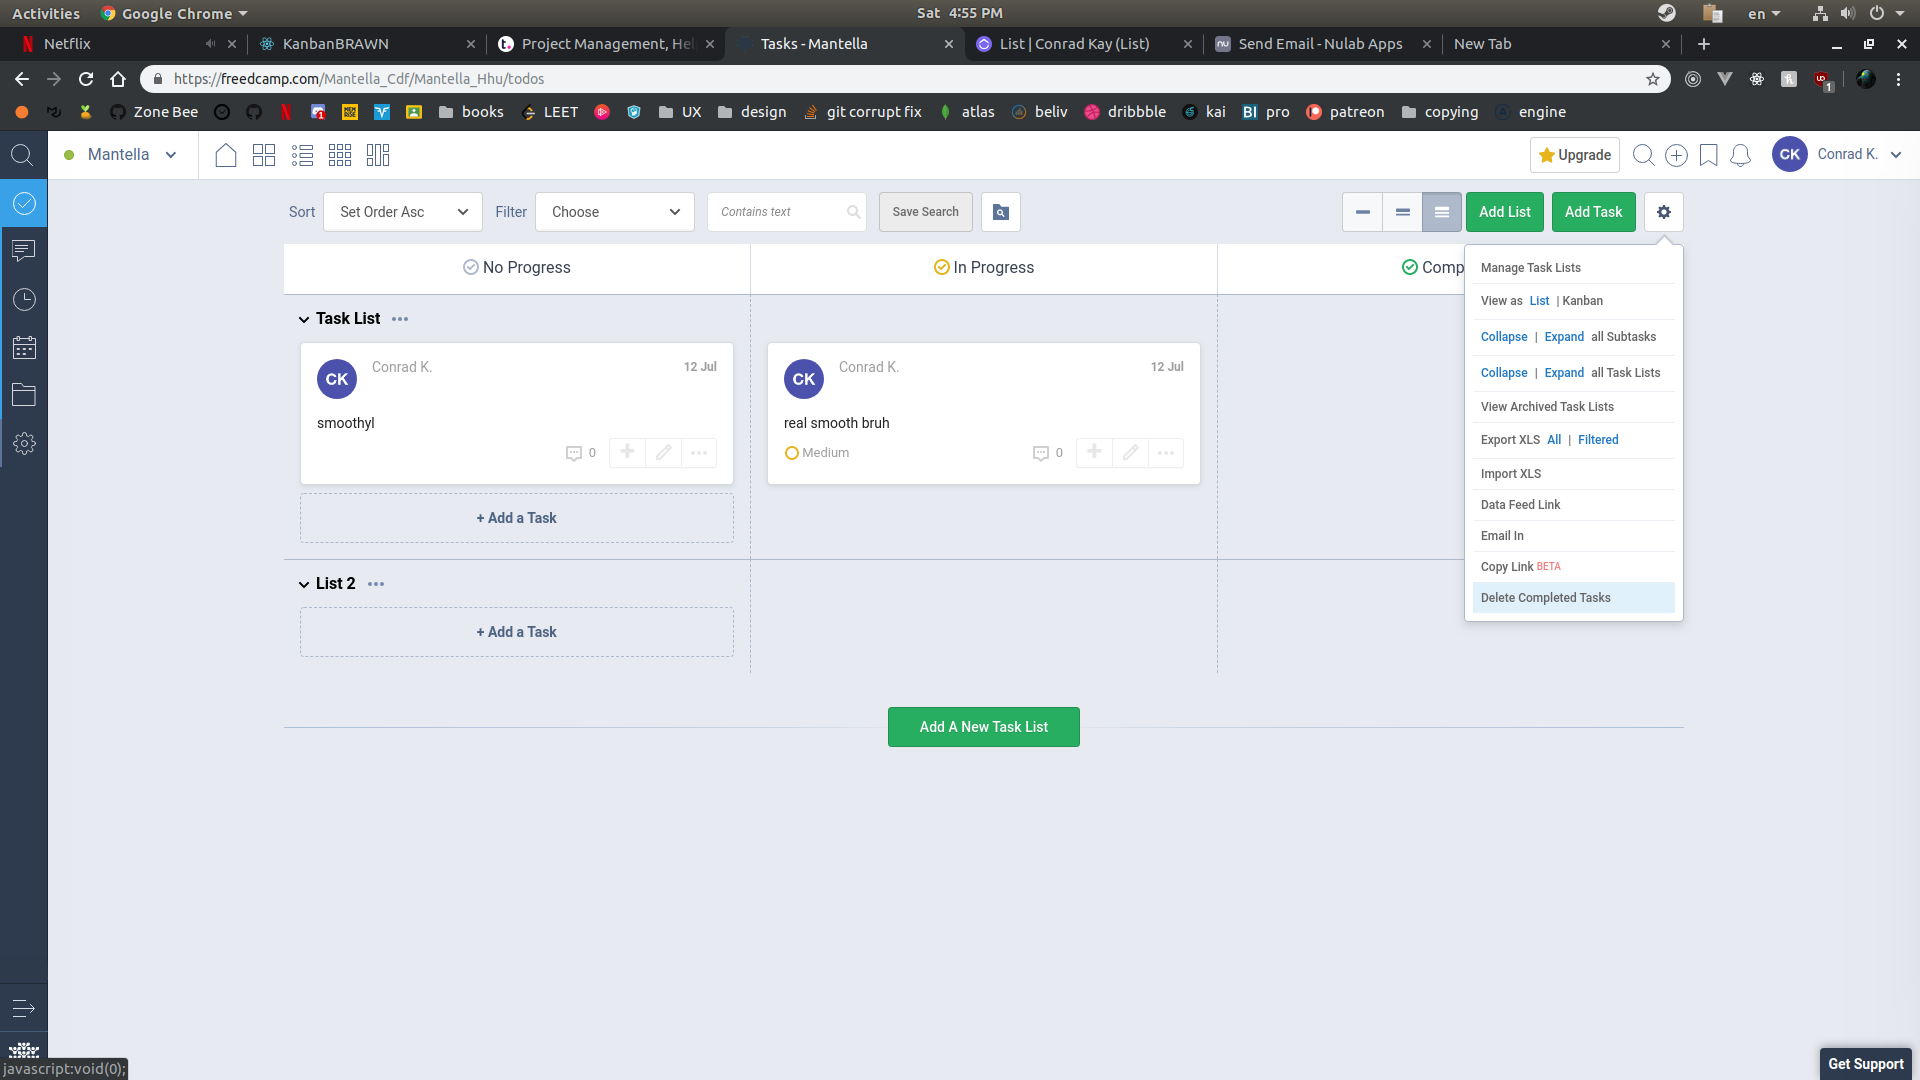 Activities Google Chrome Sat 4:55 PM en
Netflix KanbanBRAWN Project Management, Hel Tasks - Mantella List | Conrad Kay (List) Send Email - Nulab Apps New Tab
https://freedcamp.com/Mantella_Cdf/Mantella_Hhu/todos
Zone Bee books LEET UX design git corrupt fix atlas beliv dribbble kai BI pro patreon copying engine
Mantella Upgrade CK Conrad K.
Sort Set Order Asc Filter Choose Contains text Save Search Add List Add Task
No Progress In Progress Comp
Manage Task Lists
View as List | Kanban
Collapse | Expand all Subtasks
Collapse | Expand all Task Lists
View Archived Task Lists
Export XLS All | Filtered
Import XLS
Data Feed Link
Email In
Copy Link BETA
Delete Completed Tasks
Task List
CK Conrad K. 12 Jul
smoothyl
0
CK Conrad K. 12 Jul
real smooth bruh
Medium 0
+ Add a Task
List 2
+ Add a Task
Add A New Task List
javascript:void(0);
Get Support